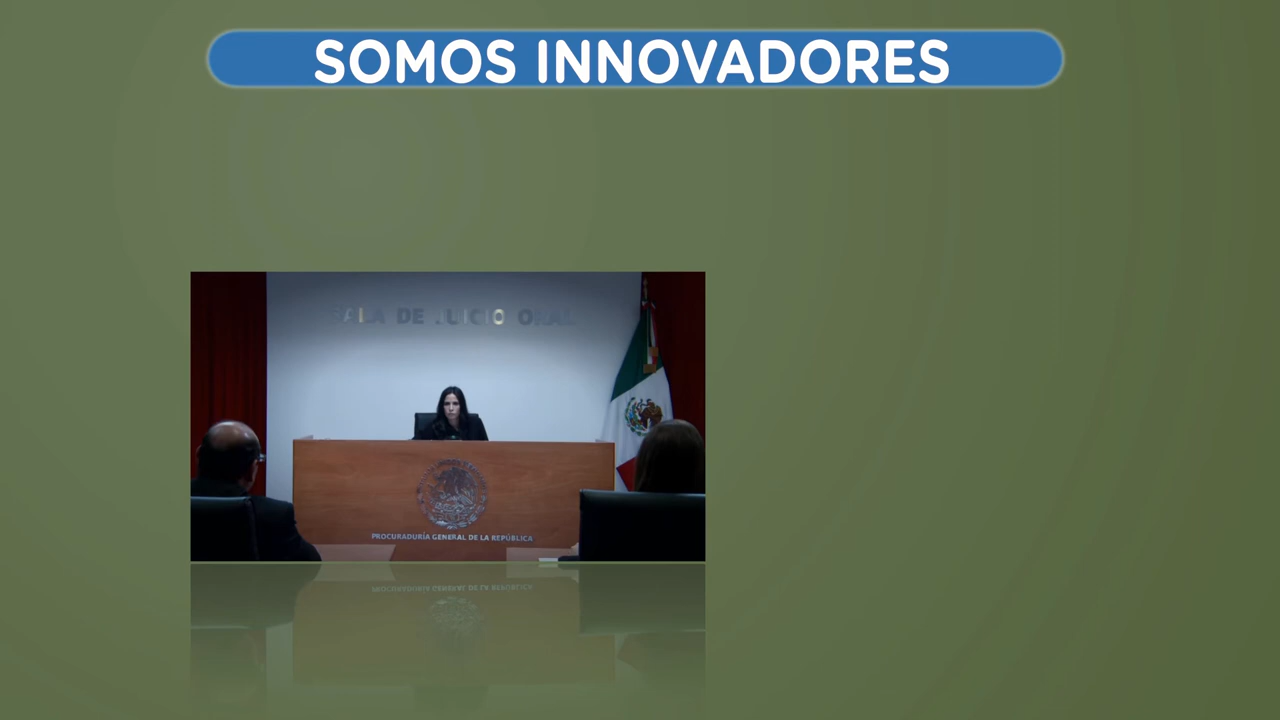 SOMOS INNOVADORES
SALA DE JUICIO ORAL
PROCURADURÍA GENERAL DE LA REPÚBLICA